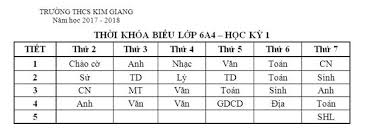 TRƯỜNG THCS KIM GIANG
Năm học 2017 - 2018
THỜI KHÓA BIỂU LỚP 6A4 – HỌC KỲ 1
TIẾT Thứ 2 Thứ 3 Thứ 4 Thứ 5 Thứ 6 Thứ 7
1 Chào cờ Anh Nhạc Văn Toán CN
2 Sử TD Lý TD Toán Sinh
3 CN MT Văn Toán Sinh Anh
4 Anh Văn Văn GDCD Địa Toán
5 SHL